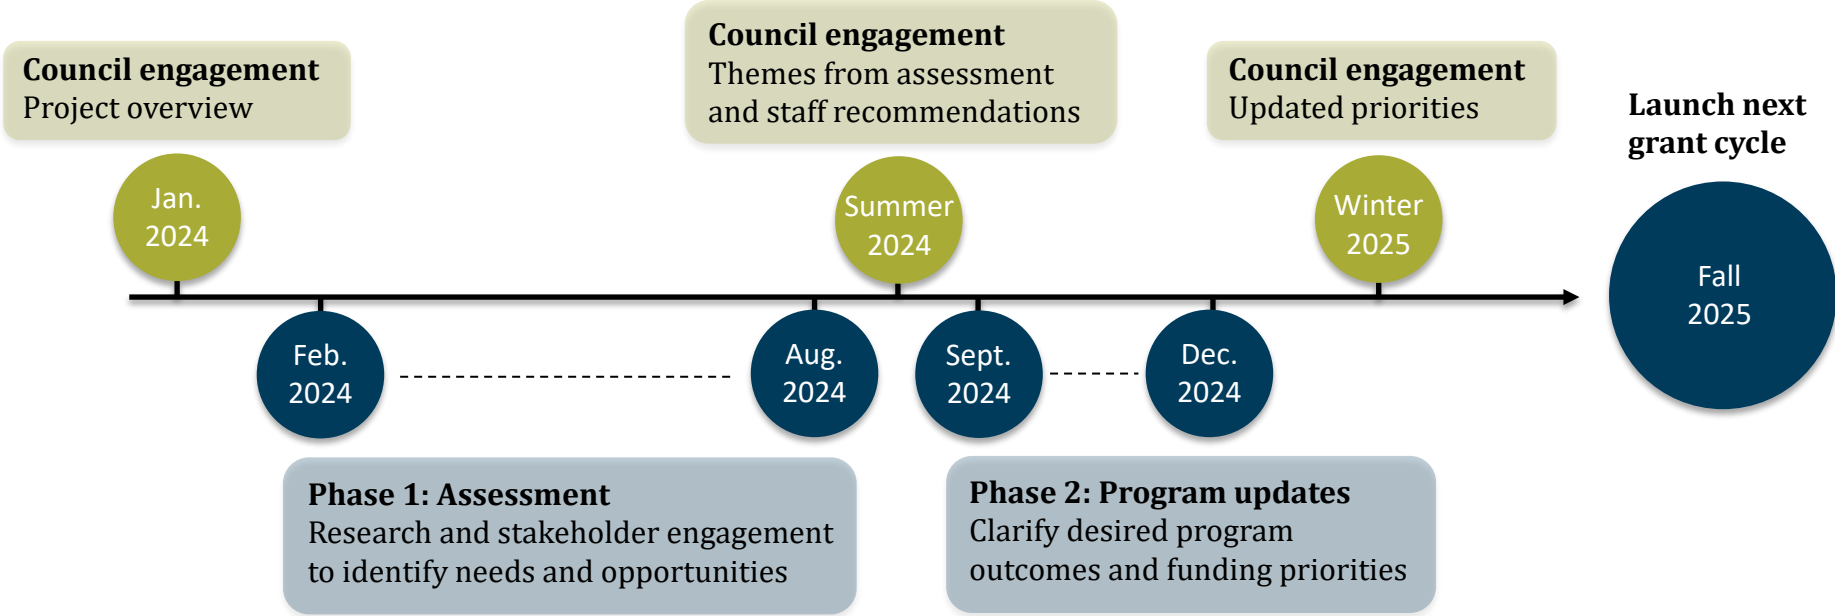 Council engagement
Project overview
Council engagement
Themes from assessment
and staff recommendations
Council engagement
Updated priorities
Launch next
grant cycle
Jan.
2024
Summer
2024
Winter
2025
Fall
2025
Feb.
2024
Aug.
2024
Sept.
2024
Dec.
2024
Phase 1: Assessment
Research and stakeholder engagement
to identify needs and opportunities
Phase 2: Program updates
Clarify desired program
outcomes and funding priorities